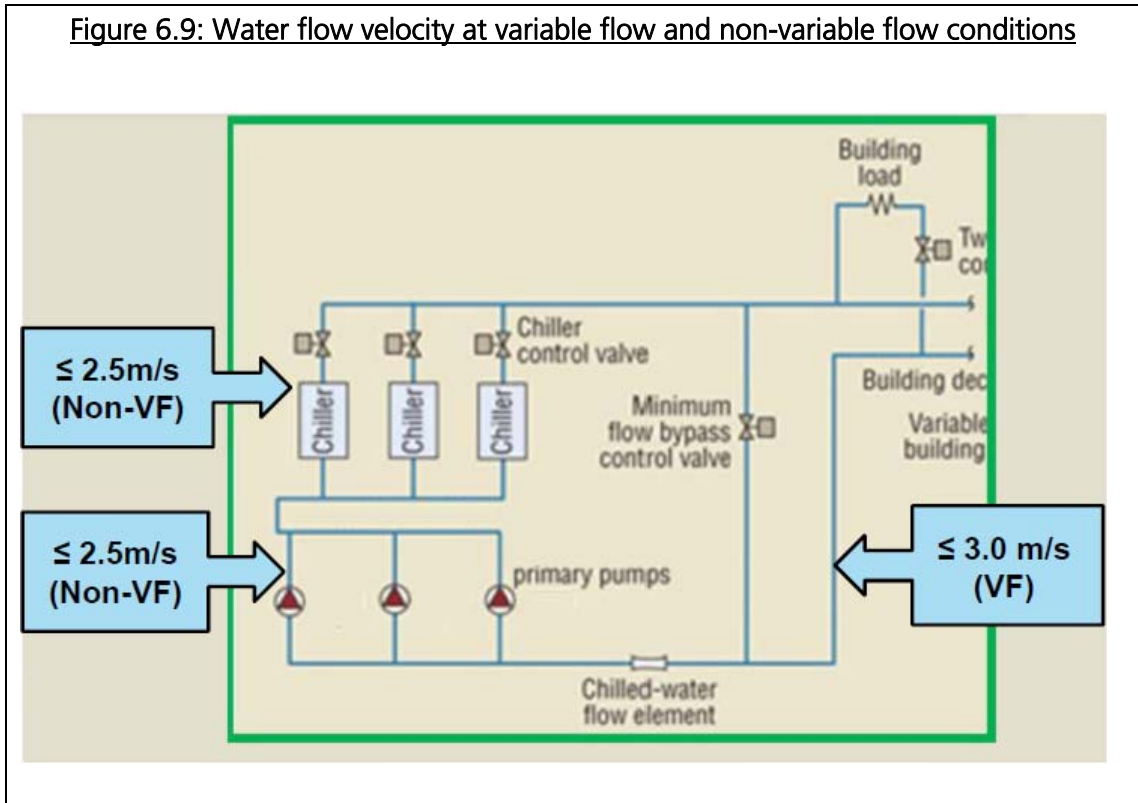 Figure 6.9: Water flow velocity at variable flow and non-variable flow conditions
Building
load
Tw
Chiller
control valve
≤ 2.5m/s
(Non-VF)
Chiller
Chiller
Chiller
Minimum
flow bypass
control valve
Building dec
Variable
building
≤ 2.5m/s
(Non-VF)
primary pumps
≤ 3.0 m/s
(VF)
Chilled-water
flow element